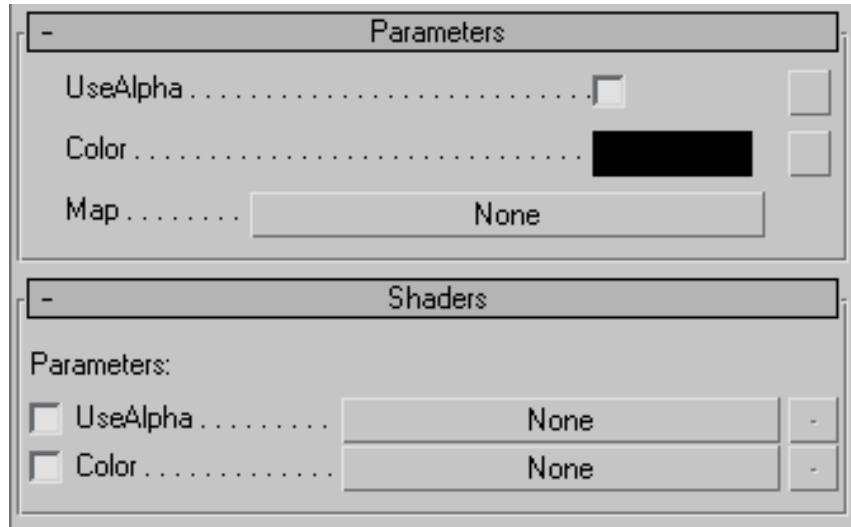 - Parameters
UseAlpha . . . . . . . . . . . . . . . . . . . . . . . . . . . .
Color . . . . . . . . . . . . . . . . . . . . . . . . . . . . . .
Map . . . . . . . . None
- Shaders
Parameters:
UseAlpha . . . . . . . . . None -
Color . . . . . . . . . . . . . None -